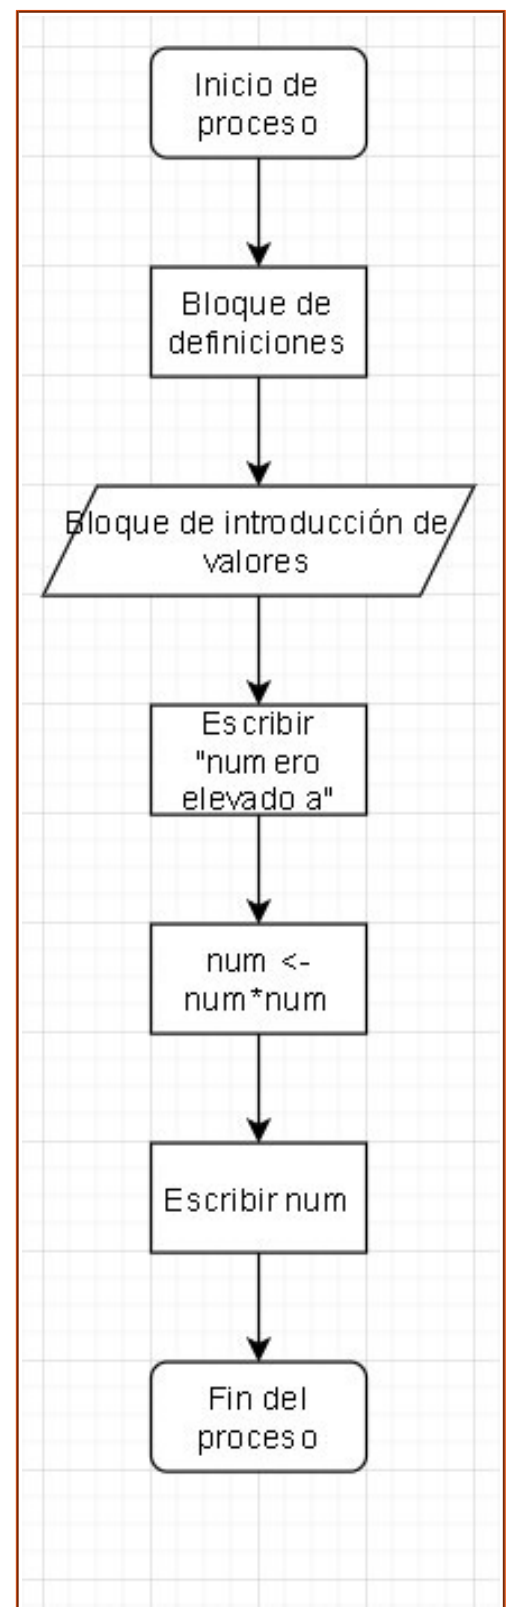 Inicio de
proceso
Bloque de
definiciones
Bloque de introducción de
valores
Escribir
"numero
elevado a"
num <-
num*num
Escribir num
Fin del
proceso